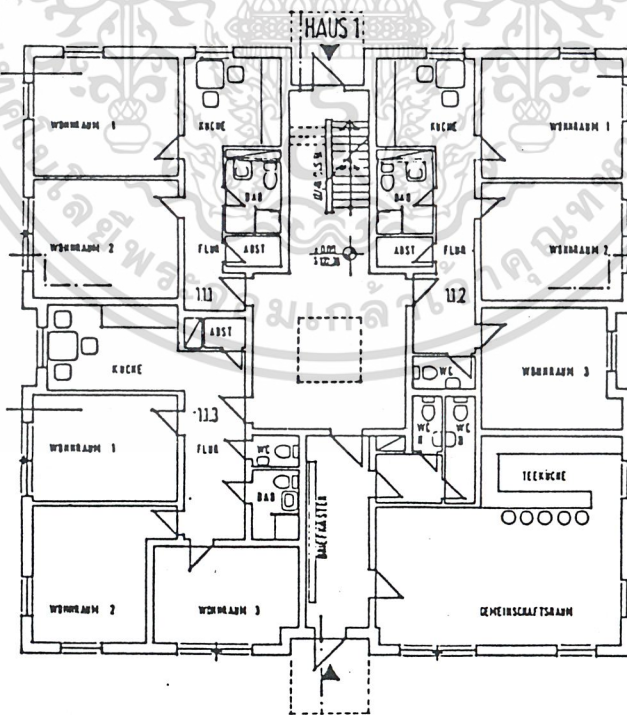 HAUS 1
WOHNRAUM 1
KÜCHE
KÜCHE
WOHNRAUM 1
BAD
BAD
WOHNRAUM 2
FLUR
ABST
ABST
FLUR
WOHNRAUM 2
± 0.00
1.1.1
1.1.2
ABST
KÜCHE
WC
WOHNRAUM 3
1.1.3
WOHNRAUM 1
FLUR
WC
WC
H
WC
D
BAD
TEEKÜCHE
BRIEFKÄSTEN
WOHNRAUM 2
WOHNRAUM 3
GEMEINSCHAFTSRAUM